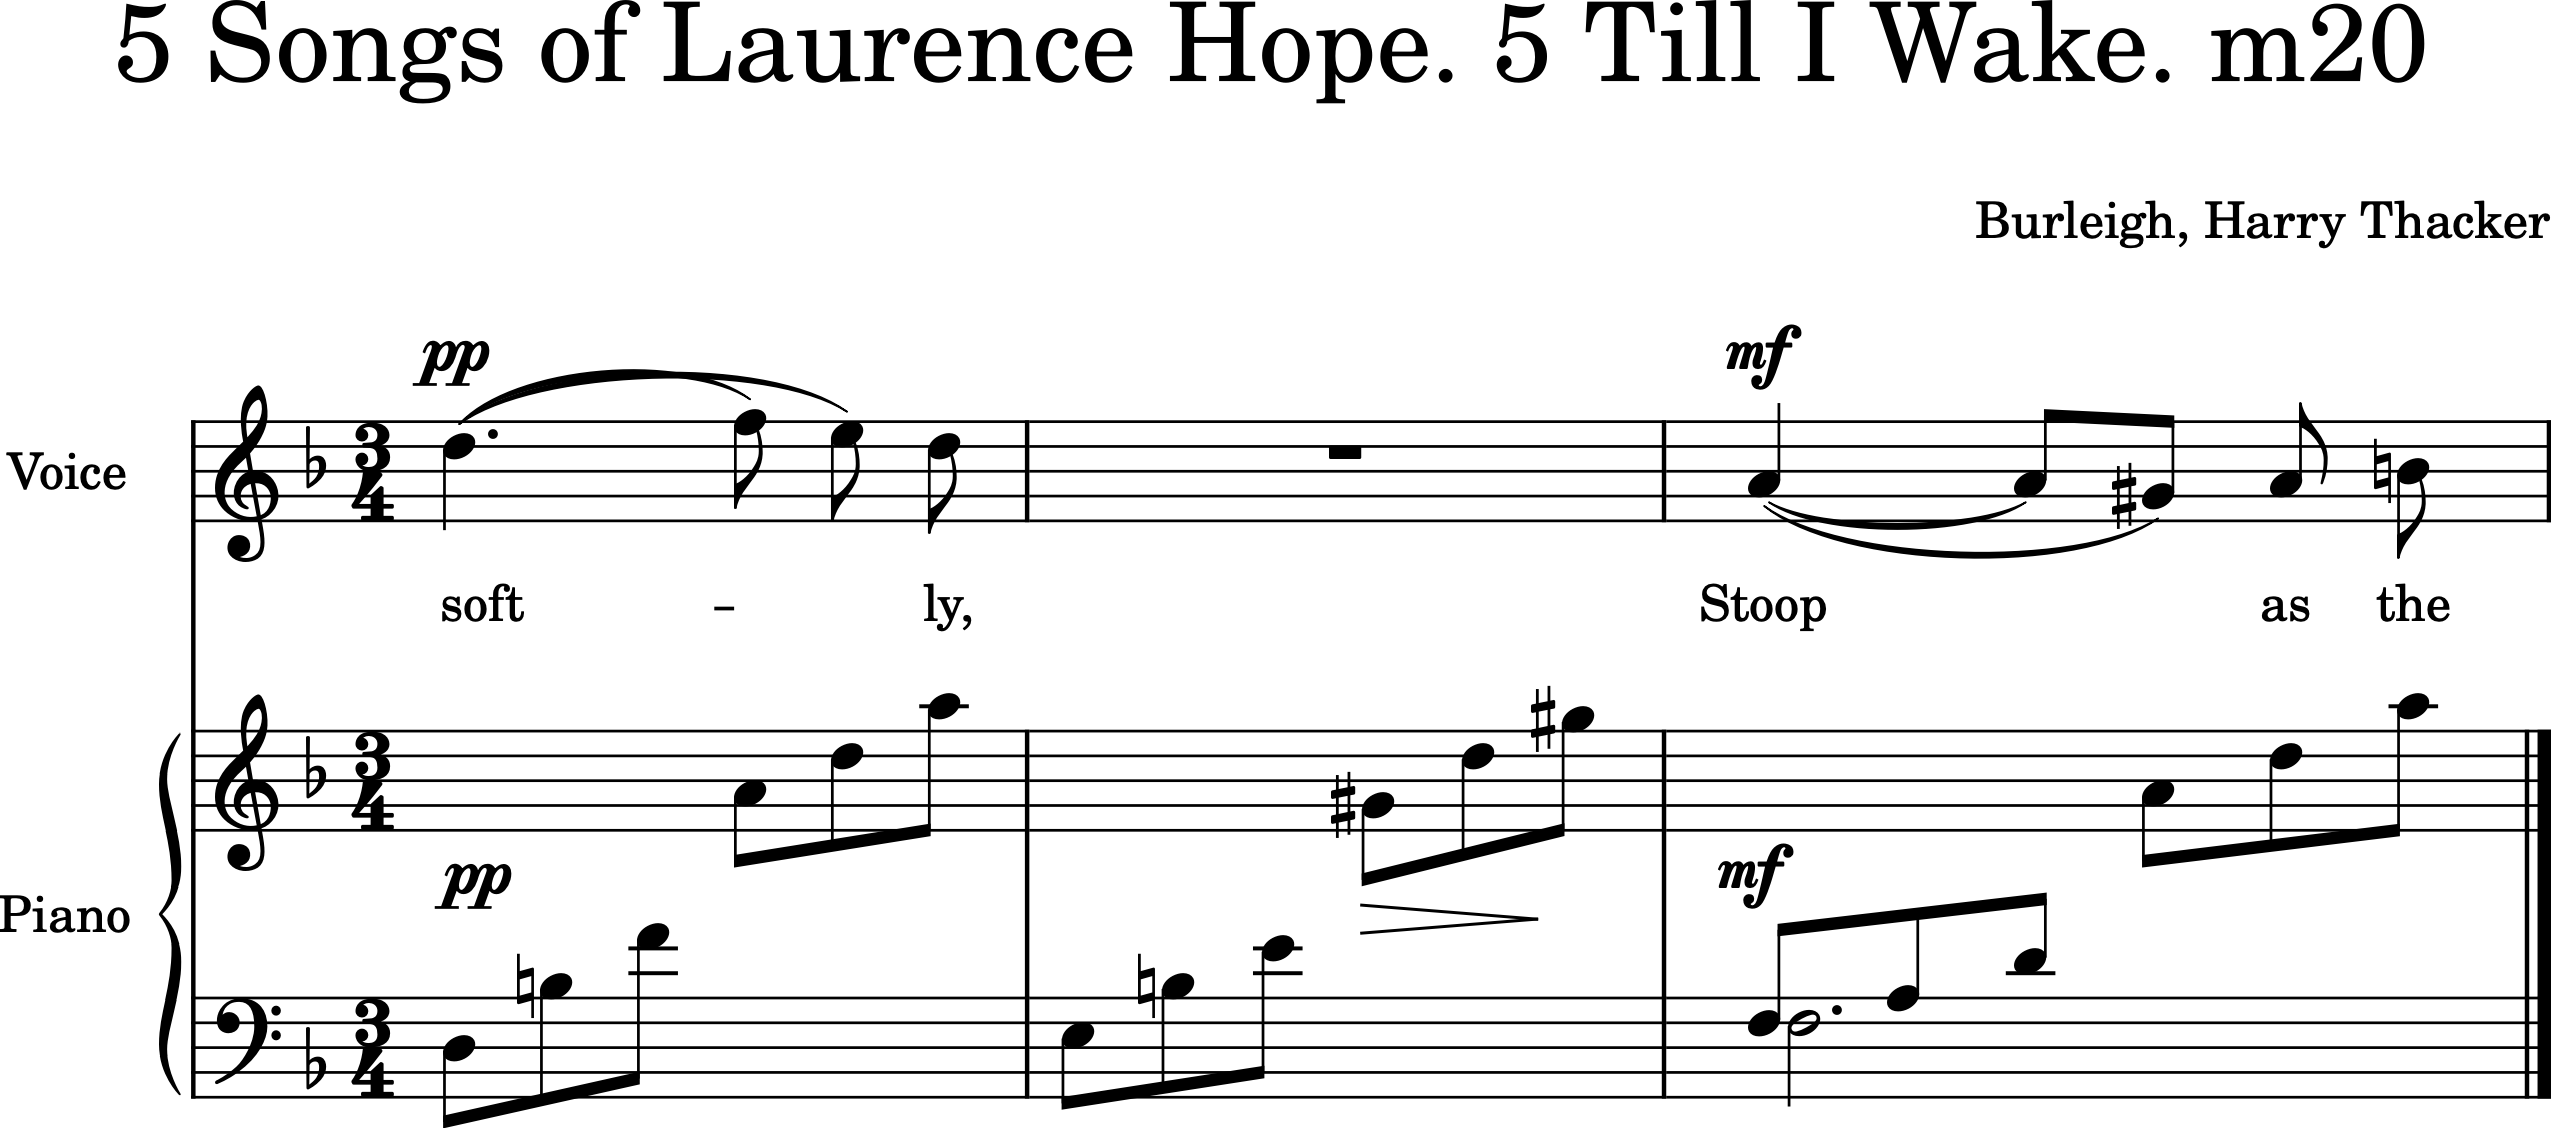 5 Songs of Laurence Hope. 5 Till I Wake. m20
Burleigh, Harry Thacker
pp mf
Voice
soft - ly, Stoop as the
pp mf
Piano